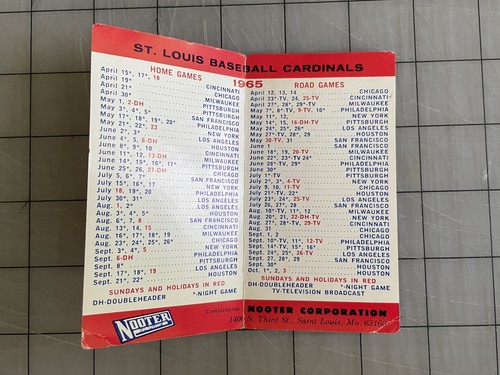 ST. LOUIS BASEBALL CARDINALS
1965
HOME GAMES
April 15*, 17*, 18
April 19* CINCINNATI
April 21* CHICAGO
April 30*
May 1, 2-DH MILWAUKEE
May 3*, 4*, 5* PITTSBURGH
May 17*, 18*, 19*, 20* SAN FRANCISCO
May 21*, 22*, 23 PHILADELPHIA
June 2*, 3* NEW YORK
June 4*, 5, 6-DH SAN FRANCISCO
June 8*, 9*, 10 LOS ANGELES
HOUSTON
June 11*, 12, 13-DH CINCINNATI
June 14*, 15*, 16*, 17* MILWAUKEE
June 25*, 26, 27-DH PITTSBURGH
July 5, 6*, 7* CHICAGO
July 15*, 16*, 17 NEW YORK
July 18, 19*, 20 PHILADELPHIA
July 30*, 31*
Aug. 1, 2* LOS ANGELES
Aug. 3*, 4*, 5* HOUSTON
Aug. 6*, 7, 8 SAN FRANCISCO
Aug. 13*, 14, 15 CINCINNATI
Aug. 16*, 17*, 18*, 19 MILWAUKEE
Aug. 23*, 24*, 25*, 26* CHICAGO
Sept. 3*, 4*, 5 NEW YORK
Sept. 6-DH PHILADELPHIA
Sept. 8* PITTSBURGH
Sept. 17*, 18*, 19 LOS ANGELES
Sept. 21*, 22* HOUSTON
SUNDAYS AND HOLIDAYS IN RED
DH-DOUBLEHEADER *-NIGHT GAME
NOOTER
ROAD GAMES
April 12, 13, 14 CHICAGO
April 23*-TV, 24, 25-TV CINCINNATI
April 27*, 28*, 29*-TV MILWAUKEE
May 7*, 8*-TV, 9*-TV, 10* PHILADELPHIA
May 11*, 12, NEW YORK
May 14*, 15, 16-DH-TV PITTSBURGH
May 24*, 25*, 26* LOS ANGELES
May 27*-TV, 28*, 29 HOUSTON
May 30-TV, 31
June 1 SAN FRANCISCO
June 18*, 19, 20-TV MILWAUKEE
June 22*, 23*-TV 24* CINCINNATI
June 28*-TV, 29* PHILADELPHIA
June 30* PITTSBURGH
July 1* PITTSBURGH
July 2*, 3*, 4-TV NEW YORK
July 9, 10, 11-TV CHICAGO
July 21*-TV, 22* HOUSTON
July 23*, 24*, 25-TV LOS ANGELES
July 26*, 27*, 28 SAN FRANCISCO
Aug. 10*-TV, 11*, 12 MILWAUKEE
Aug. 20*, 21, 22-DH-TV NEW YORK
Aug. 27*, 28*-TV, 29-TV CINCINNATI
Aug. 31
Sept. 1, 2 CHICAGO
Sept. 10*-TV, 11*, 12-TV PHILADELPHIA
Sept. 14*-TV, 15*, 16* PITTSBURGH
Sept. 24*, 25*, 26-TV LOS ANGELES
Sept. 27*, 28*, 29 SAN FRANCISCO
Sept. 30*
Oct. 1*, 2, 3 HOUSTON
SUNDAYS AND HOLIDAYS IN RED
DH-DOUBLEHEADER *-NIGHT GAME
TV-TELEVISION BROADCAST
Compliments NOOTER CORPORATION
1400 S. Third St., Saint Louis, Mo. 63166